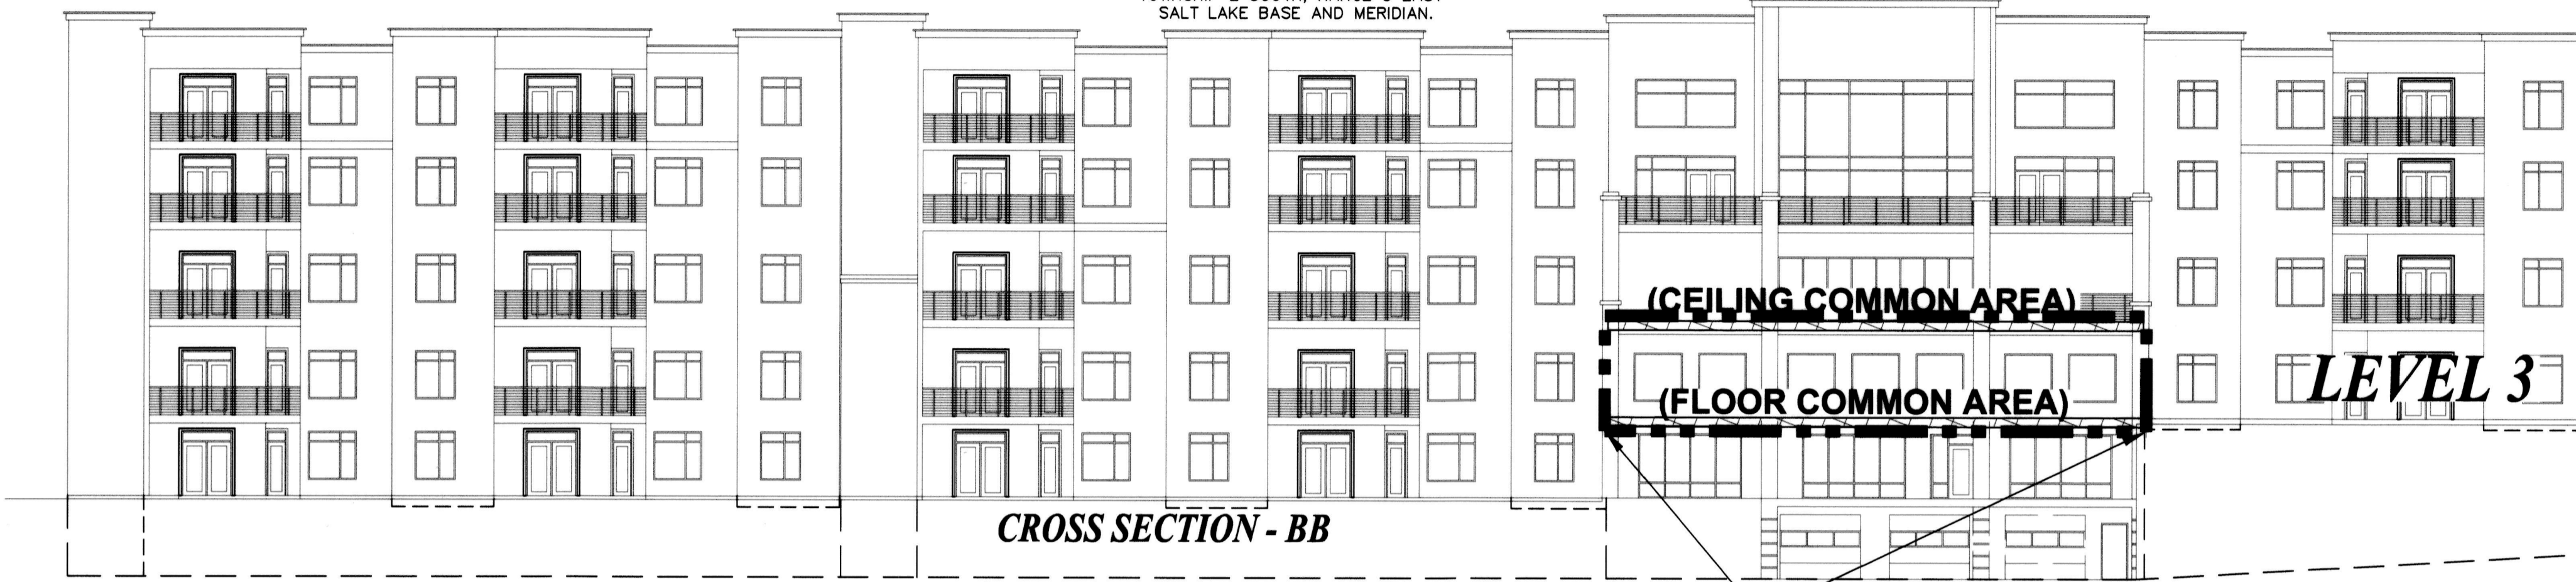 SALT LAKE BASE AND MERIDIAN.
(CEILING COMMON AREA)
LEVEL 3
(FLOOR COMMON AREA)
CROSS SECTION - BB